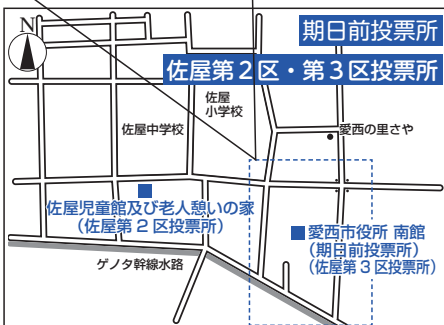 N
期日前投票所
佐屋第2区・第3区投票所
佐屋
小学校
佐屋中学校
愛西の里さや
佐屋児童館及び老人憩いの家
（佐屋第2区投票所）
愛西市役所 南館
（期日前投票所）
（佐屋第3区投票所）
ゲノタ幹線水路